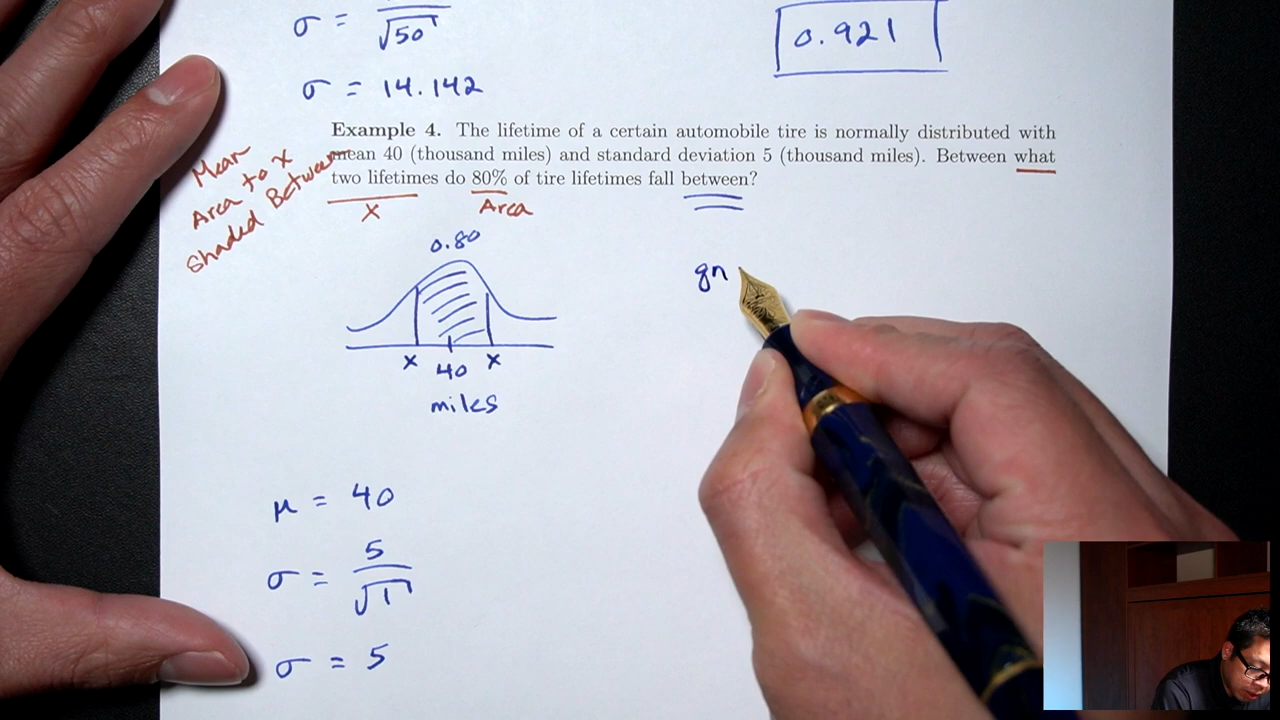 σ = /√50
σ = 14.142
0.921
Example 4. The lifetime of a certain automobile tire is normally distributed with
mean 40 (thousand miles) and standard deviation 5 (thousand miles). Between what
two lifetimes do 80% of tire lifetimes fall between?
Mean
Area to x
Shaded Between
x
Area
0.80
x 40 x
miles
gn
μ = 40
σ = 5/√1
σ = 5